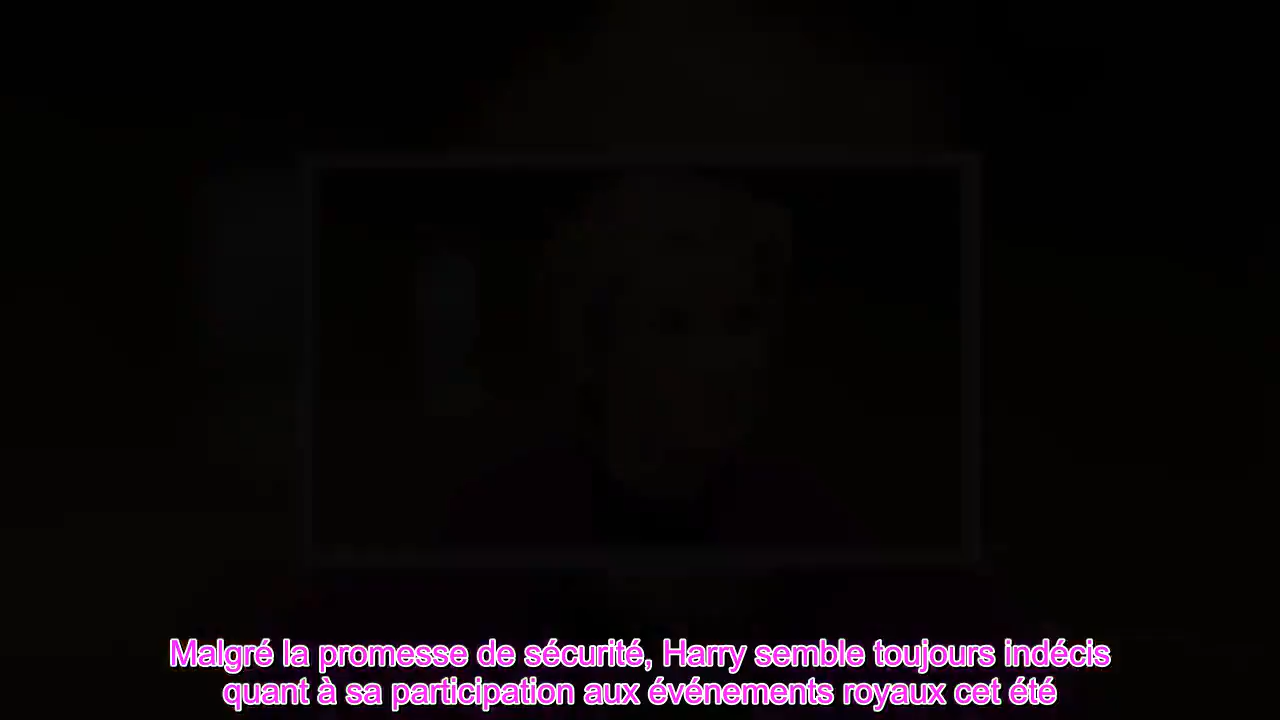 Malgré la promesse de sécurité, Harry semble toujours indécis
quant à sa participation aux événements royaux cet été